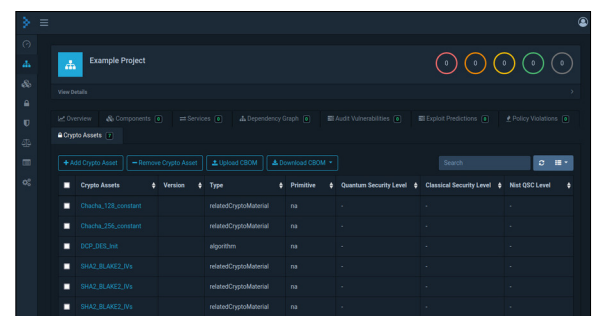 Example Project
0 0 0 0 0
View Details
Overview Components 0 Services 0 Dependency Graph 0 Audit Vulnerabilities 0 Exploit Predictions 0 Policy Violations 0
Crypto Assets 7
Add Crypto Asset Remove Crypto Asset Upload CBOM Download CBOM Search
Crypto Assets Version Type Primitive Quantum Security Level Classical Security Level Nist QSC Level
Chacha_128_constant relatedCryptoMaterial na - - -
Chacha_256_constant relatedCryptoMaterial na - - -
DCP_DES_Init algorithm na - - -
SHA2_BLAKE2_IVs relatedCryptoMaterial na - - -
SHA2_BLAKE2_IVs relatedCryptoMaterial na - - -
SHA2_BLAKE2_IVs relatedCryptoMaterial na - - -